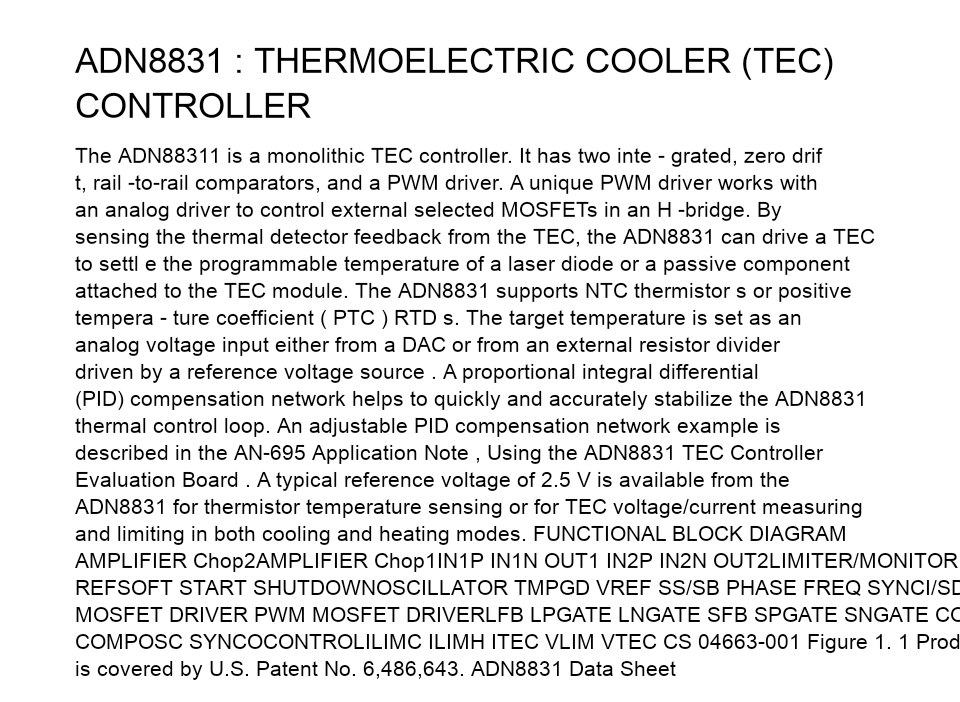 ADN8831 : THERMOELECTRIC COOLER (TEC)
CONTROLLER
The ADN88311 is a monolithic TEC controller. It has two inte - grated, zero drif
t, rail -to-rail comparators, and a PWM driver. A unique PWM driver works with
an analog driver to control external selected MOSFETs in an H -bridge. By
sensing the thermal detector feedback from the TEC, the ADN8831 can drive a TEC
to settl e the programmable temperature of a laser diode or a passive component
attached to the TEC module. The ADN8831 supports NTC thermistor s or positive
tempera - ture coefficient ( PTC ) RTD s. The target temperature is set as an
analog voltage input either from a DAC or from an external resistor divider
driven by a reference voltage source . A proportional integral differential
(PID) compensation network helps to quickly and accurately stabilize the ADN8831
thermal control loop. An adjustable PID compensation network example is
described in the AN-695 Application Note , Using the ADN8831 TEC Controller
Evaluation Board . A typical reference voltage of 2.5 V is available from the
ADN8831 for thermistor temperature sensing or for TEC voltage/current measuring
and limiting in both cooling and heating modes. FUNCTIONAL BLOCK DIAGRAM
AMPLIFIER Chop2AMPLIFIER Chop1IN1P IN1N OUT1 IN2P IN2N OUT2LIMITER/MONITOR
REFSOFT START SHUTDOWNOSCILLATOR TMPGD VREF SS/SB PHASE FREQ SYNCI/SD
MOSFET DRIVER PWM MOSFET DRIVERLFB LPGATE LNGATE SFB SPGATE SNGATE CO
COMPOSC SYNCOCONTROLILIMC ILIMH ITEC VLIM VTEC CS 04663-001 Figure 1. 1 Prod
is covered by U.S. Patent No. 6,486,643. ADN8831 Data Sheet